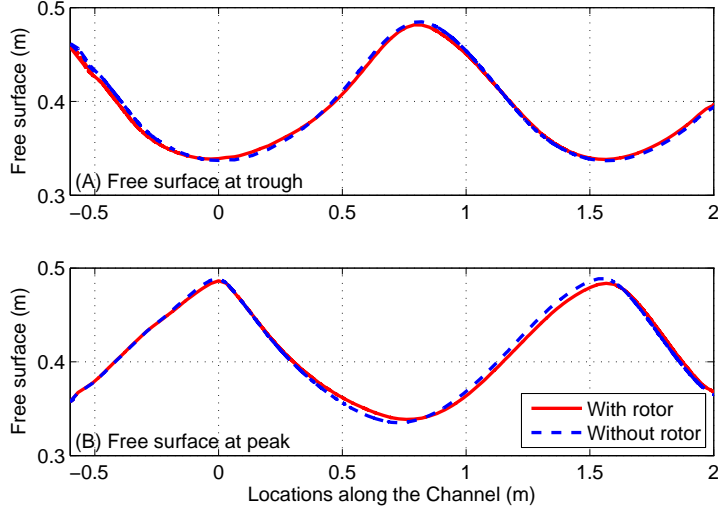 0.5
0.4
0.3
Free surface (m)
(A) Free surface at trough
−0.5 0 0.5 1 1.5 2
0.5
0.4
0.3
Free surface (m)
With rotor
Without rotor
(B) Free surface at peak
−0.5 0 0.5 1 1.5 2
Locations along the Channel (m)